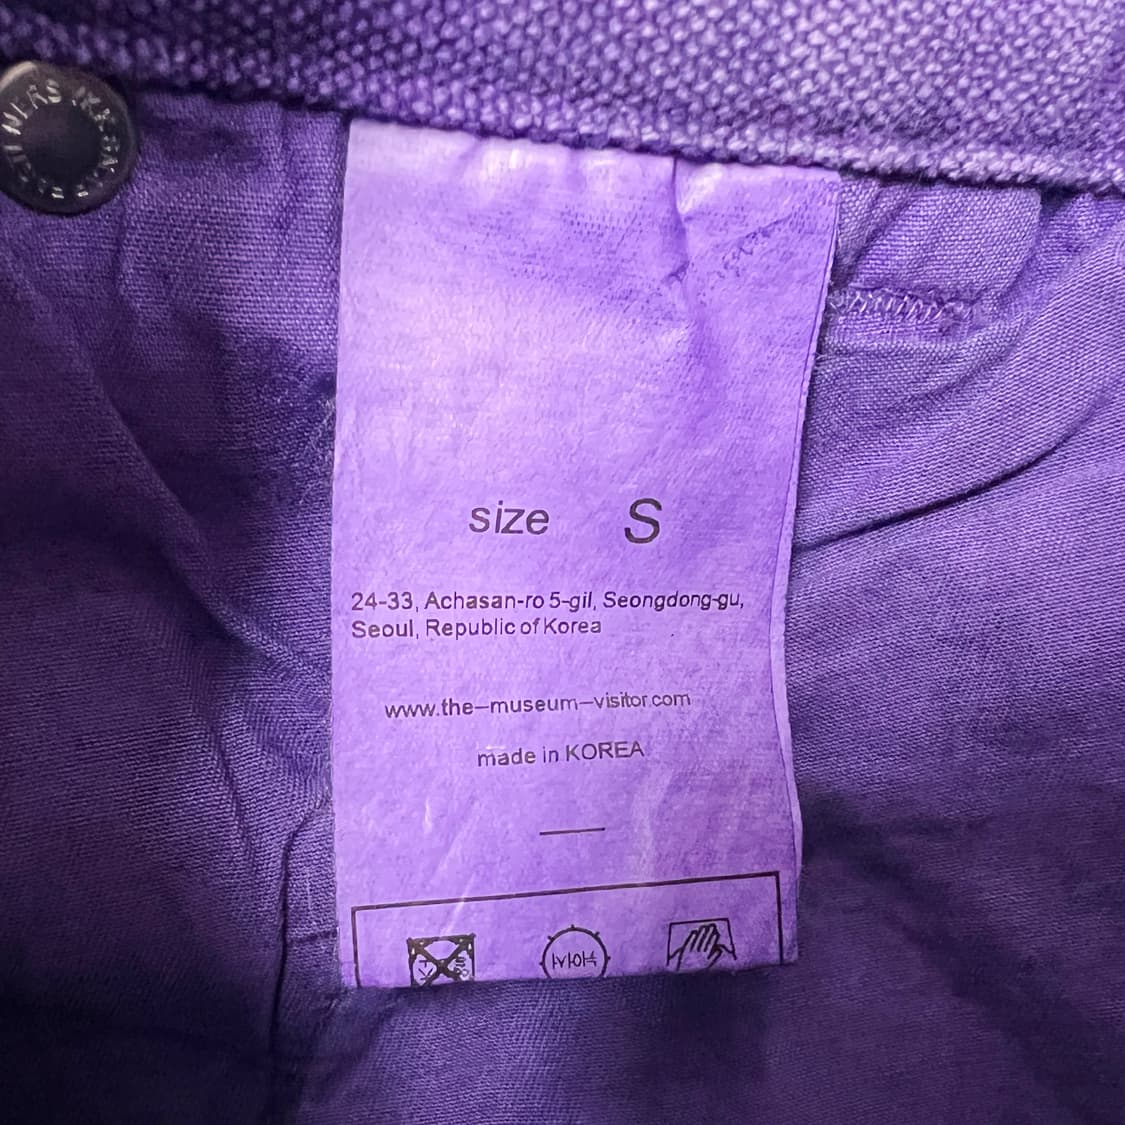 size S
24-33, Achasan-ro 5-gil, Seongdong-gu,
Seoul, Republic of Korea
www.the-museum-visitor.com
made in KOREA